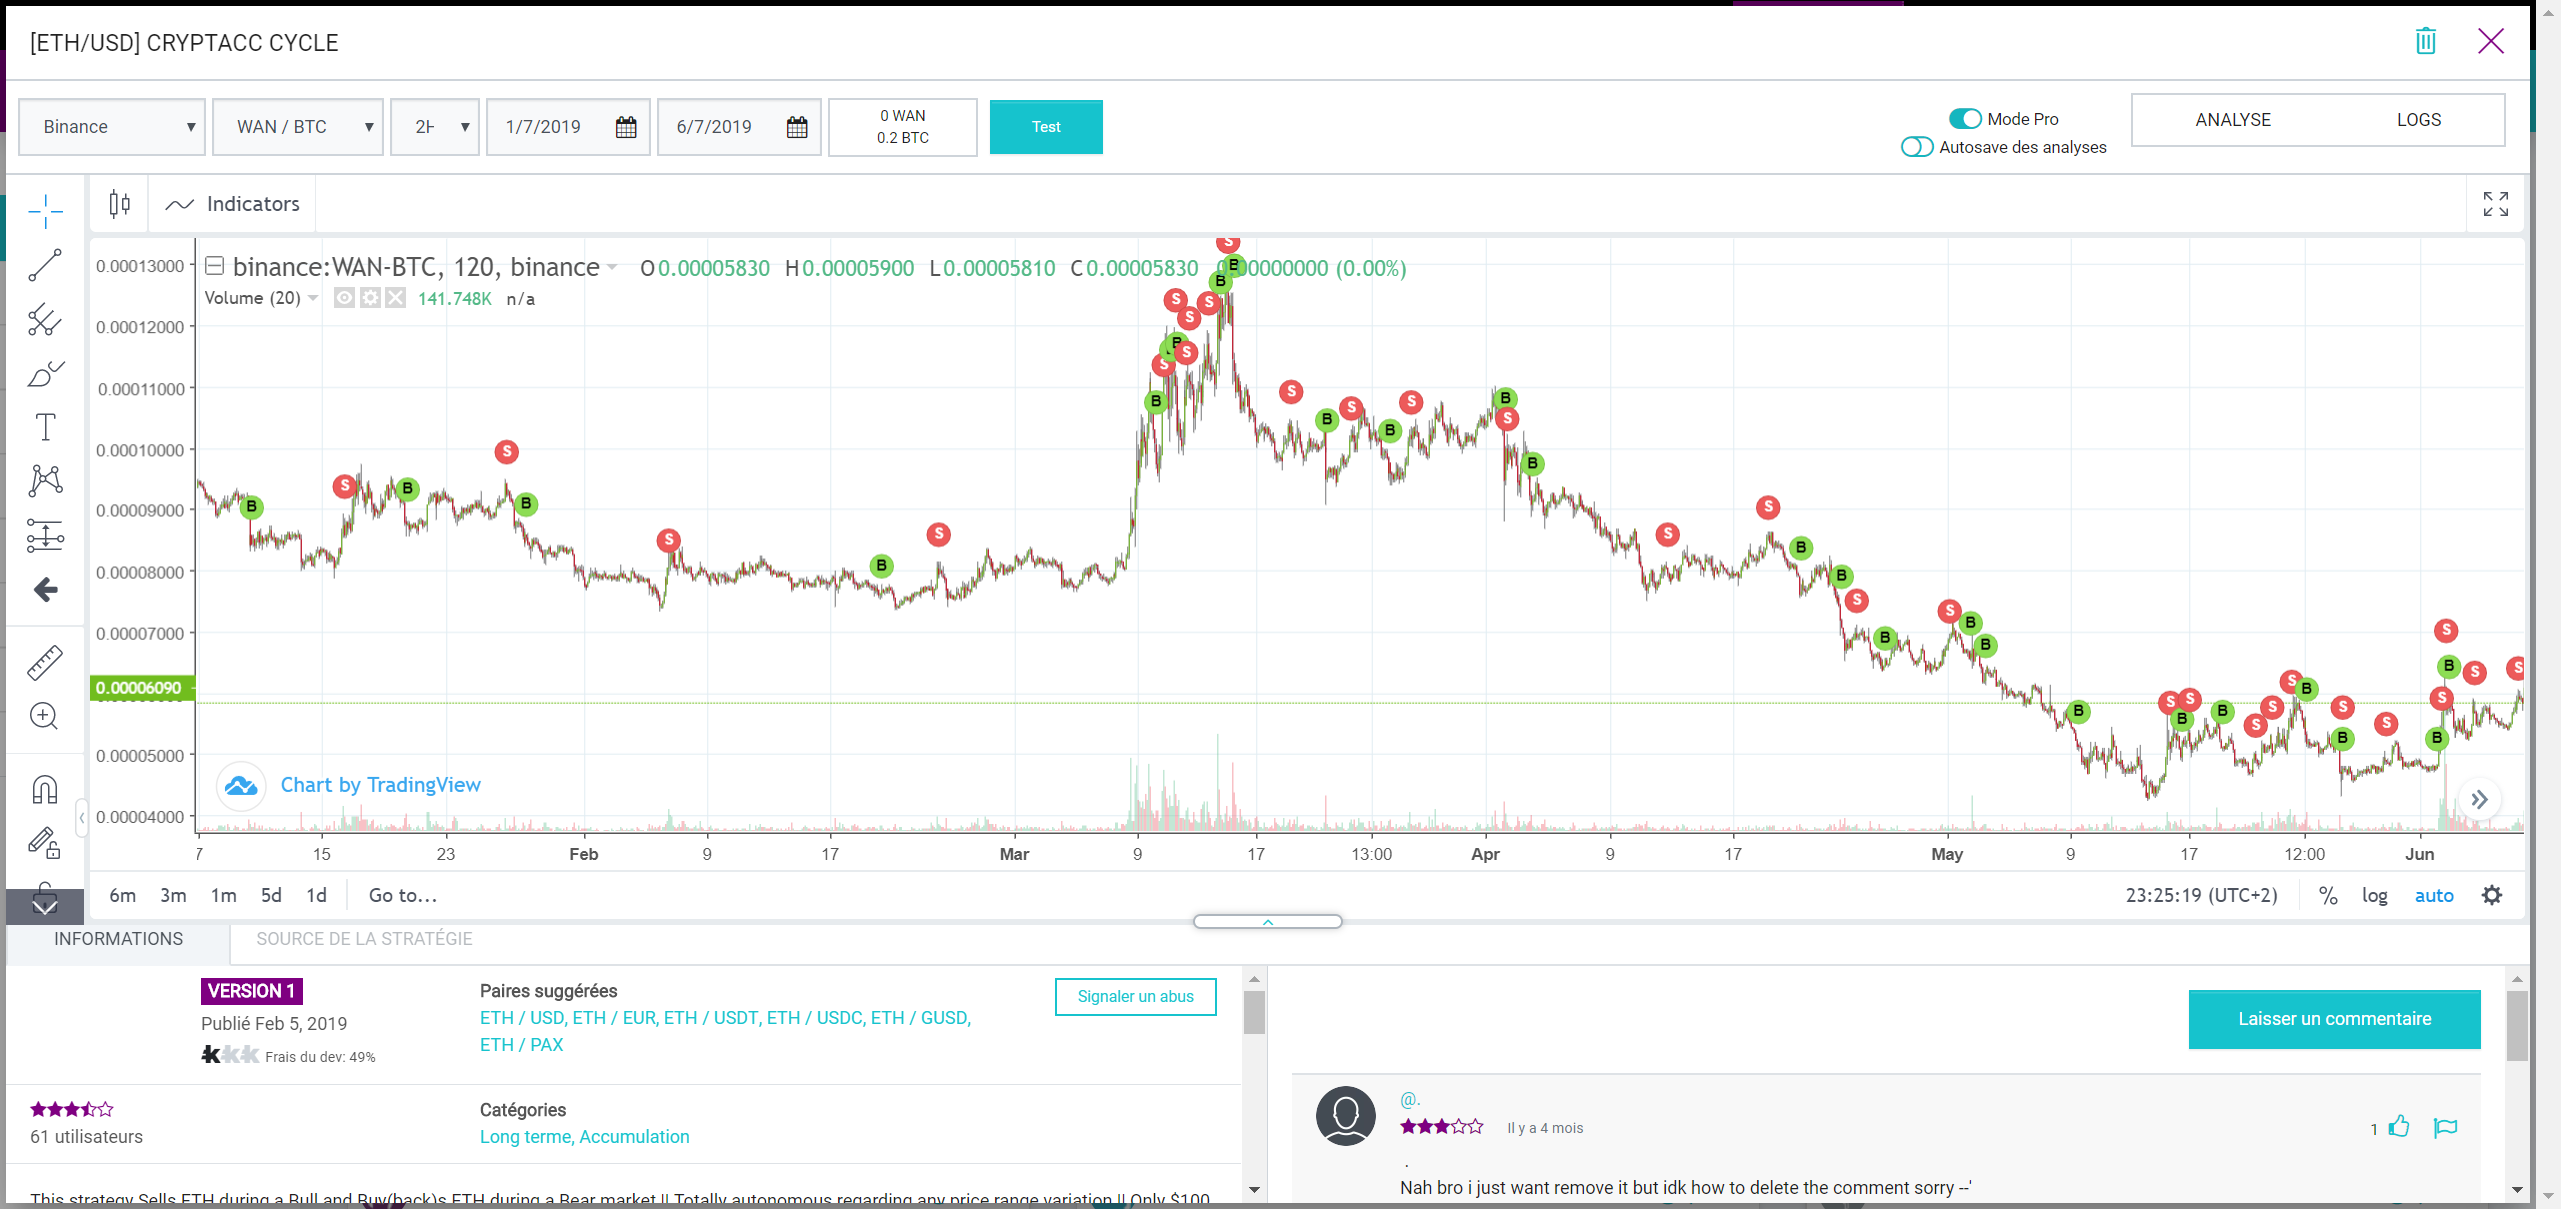 [ETH/USD] CRYPTACC CYCLE
Binance
WAN / BTC
1/7/2019
6/7/2019
0 WAN
0.2 BTC
Test
Mode Pro
Autosave des analyses
ANALYSE
LOGS
Indicators
binance:WAN-BTC, 120, binance
O0.00005830 H0.00005900 L0.00005810 C0.00005830
(0.00%)
Volume (20)
141.748K n/a
0.00013000
0.00012000
0.00011000
0.00010000
0.00009000
0.00008000
0.00007000
0.00006090
0.00005000
0.00004000
Chart by TradingView
7 15 23 Feb 9 17 Mar 9 17 13:00 Apr 9 17 May 9 17 12:00 Jun
6m 3m 1m 5d 1d Go to...
23:25:19 (UTC+2) % log auto
INFORMATIONS
SOURCE DE LA STRATÉGIE
VERSION 1
Publié Feb 5, 2019
Frais du dev: 49%
Paires suggérées
ETH / USD, ETH / EUR, ETH / USDT, ETH / USDC, ETH / GUSD,
ETH / PAX
Signaler un abus
61 utilisateurs
Catégories
Long terme, Accumulation
This strategy Sells ETH during a Bull and Buy(back)s ETH during a Bear market !! Totally autonomous regarding any price range variation !! Only $100
Laisser un commentaire
@.
Il y a 4 mois
1
.
Nah bro i just want remove it but idk how to delete the comment sorry --'